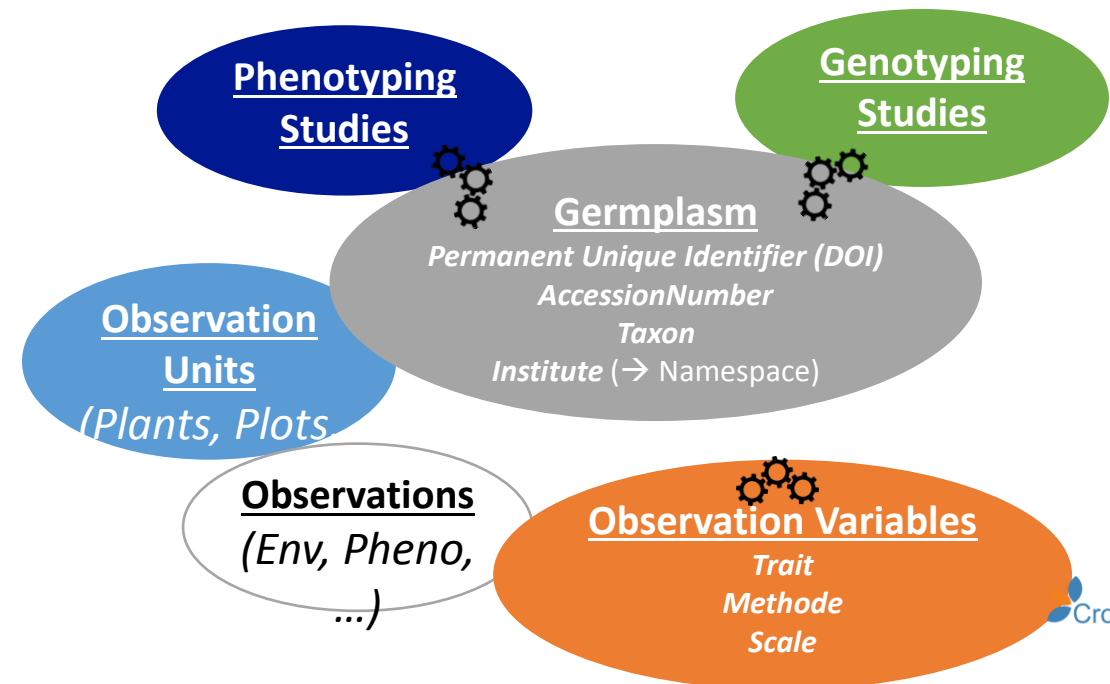 Phenotyping
Studies
Genotyping
Studies
Germplasm
Permanent Unique Identifier (DOI)
AccessionNumber
Taxon
Institute (→ Namespace)
Observation
Units
(Plants, Plots
Observations
(Env, Pheno,
…)
Observation Variables
Trait
Methode
Scale